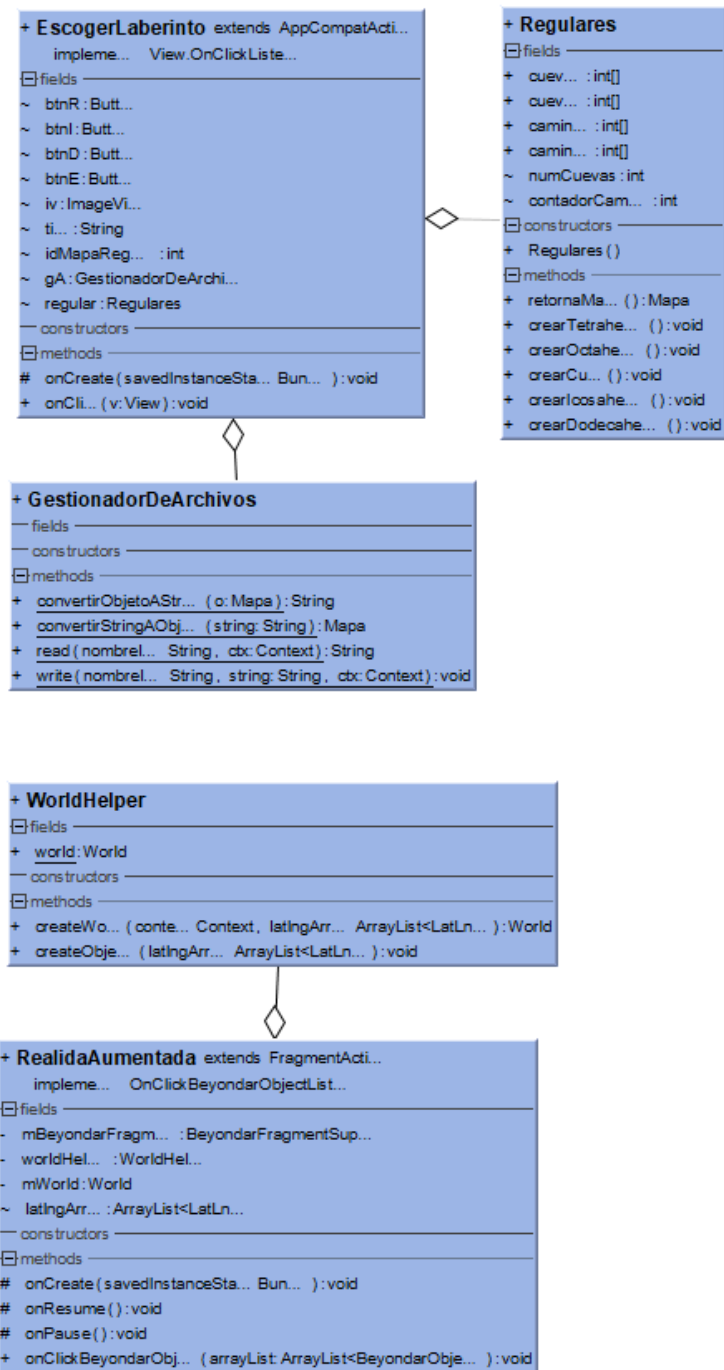 + EscogerLaberinto extends AppCompatActi...
impleme... View.OnClickListe...
fields
~ btnR : Butt...
~ btnI : Butt...
~ btnD : Butt...
~ btnE : Butt...
~ iv : ImageVi...
~ ti... : String
~ idMapaReg... : int
~ gA : GestionadorDeArchi...
~ regular : Regulares
constructors
methods
# onCreate ( savedInstanceSta... Bun... ) : void
+ onCli... ( v: View ) : void
+ Regulares
fields
+ cuev... : int[]
+ cuev... : int[]
+ camin... : int[]
+ camin... : int[]
~ numCuevas : int
~ contadorCam... : int
constructors
+ Regulares ( )
methods
+ retornaMa... ( ) : Mapa
+ crearTetrahe... ( ) : void
+ crearOctahe... ( ) : void
+ crearCu... ( ) : void
+ crearIcosahe... ( ) : void
+ crearDodecahe... ( ) : void
+ GestionadorDeArchivos
fields
constructors
methods
+ convertirObjetoAStr... ( o: Mapa ) : String
+ convertirStringAObj... ( string: String ) : Mapa
+ read ( nombreI... String , ctx: Context ) : String
+ write ( nombreI... String , string: String , ctx: Context ) : void
+ WorldHelper
fields
+ world : World
constructors
methods
+ createWo... ( conte... Context , latlngArr... ArrayList<LatLn... ) : World
+ createObje... ( latlngArr... ArrayList<LatLn... ) : void
+ RealidaAumentada extends FragmentActi...
impleme... OnClickBeyondarObjectList...
fields
- mBeyondarFragm... : BeyondarFragmentSup...
- worldHel... : WorldHel...
- mWorld : World
~ latlngArr... : ArrayList<LatLn...
constructors
methods
# onCreate ( savedInstanceSta... Bun... ) : void
# onResume ( ) : void
# onPause ( ) : void
+ onClickBeyondarObj... ( arrayList: ArrayList<BeyondarObje... ) : void